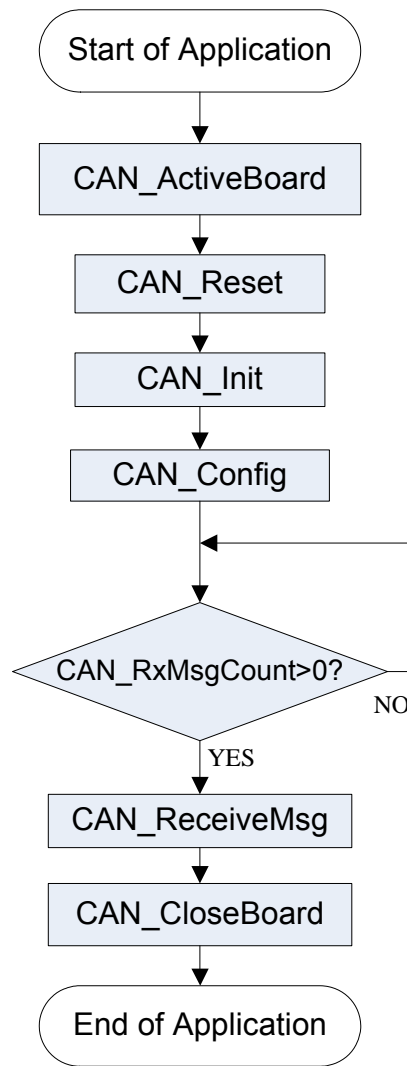 Start of Application
CAN_ActiveBoard
CAN_Reset
CAN_Init
CAN_Config
CAN_RxMsgCount>0?
NO
YES
CAN_ReceiveMsg
CAN_CloseBoard
End of Application